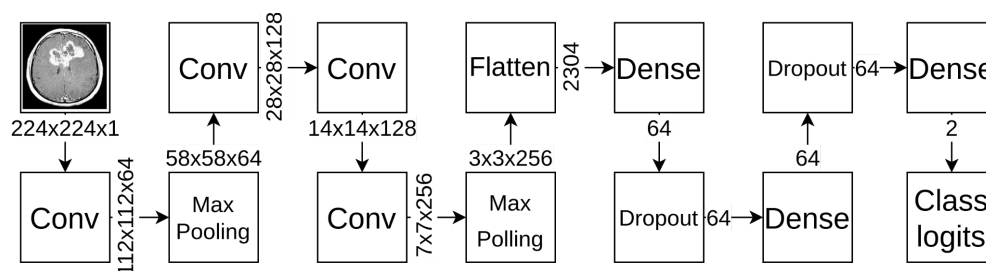 224x224x1
Conv
112x112x64
Max
Pooling
58x58x64
Conv
28x28x128
Conv
14x14x128
Conv
7x7x256
Max
Polling
3x3x256
Flatten
2304
Dense
64
Dropout
64
Dense
64
Dropout
64
Dense
2
Class
logits